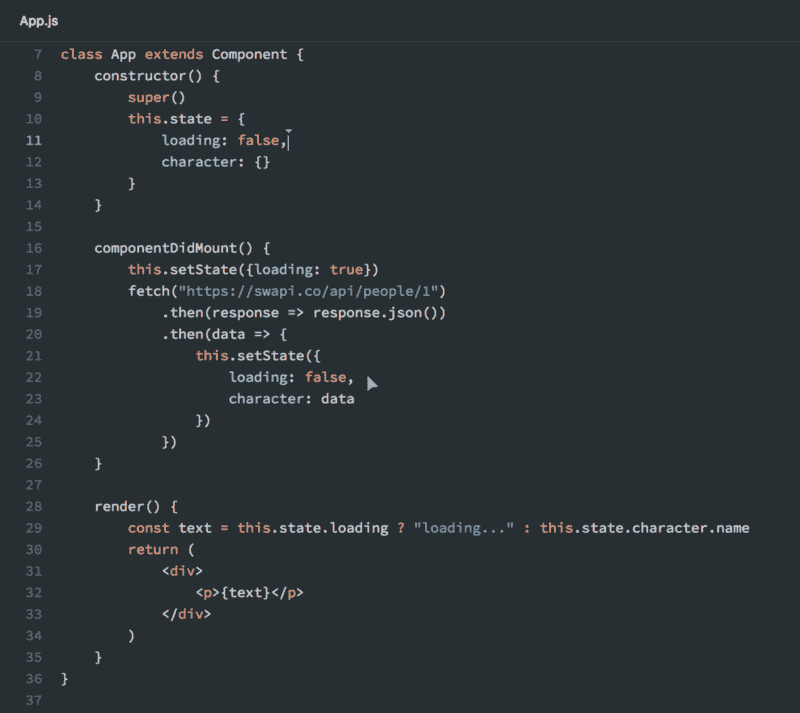 App.js
7 class App extends Component {
8 constructor() {
9 super()
10 this.state = {
11 loading: false,
12 character: {}
13 }
14 }
15
16 componentDidMount() {
17 this.setState({loading: true})
18 fetch("https://swapi.co/api/people/1")
19 .then(response => response.json())
20 .then(data => {
21 this.setState({
22 loading: false,
23 character: data
24 })
25 })
26 }
27
28 render() {
29 const text = this.state.loading ? "loading..." : this.state.character.name
30 return (
31 <div>
32 <p>{text}</p>
33 </div>
34 )
35 }
36 }
37